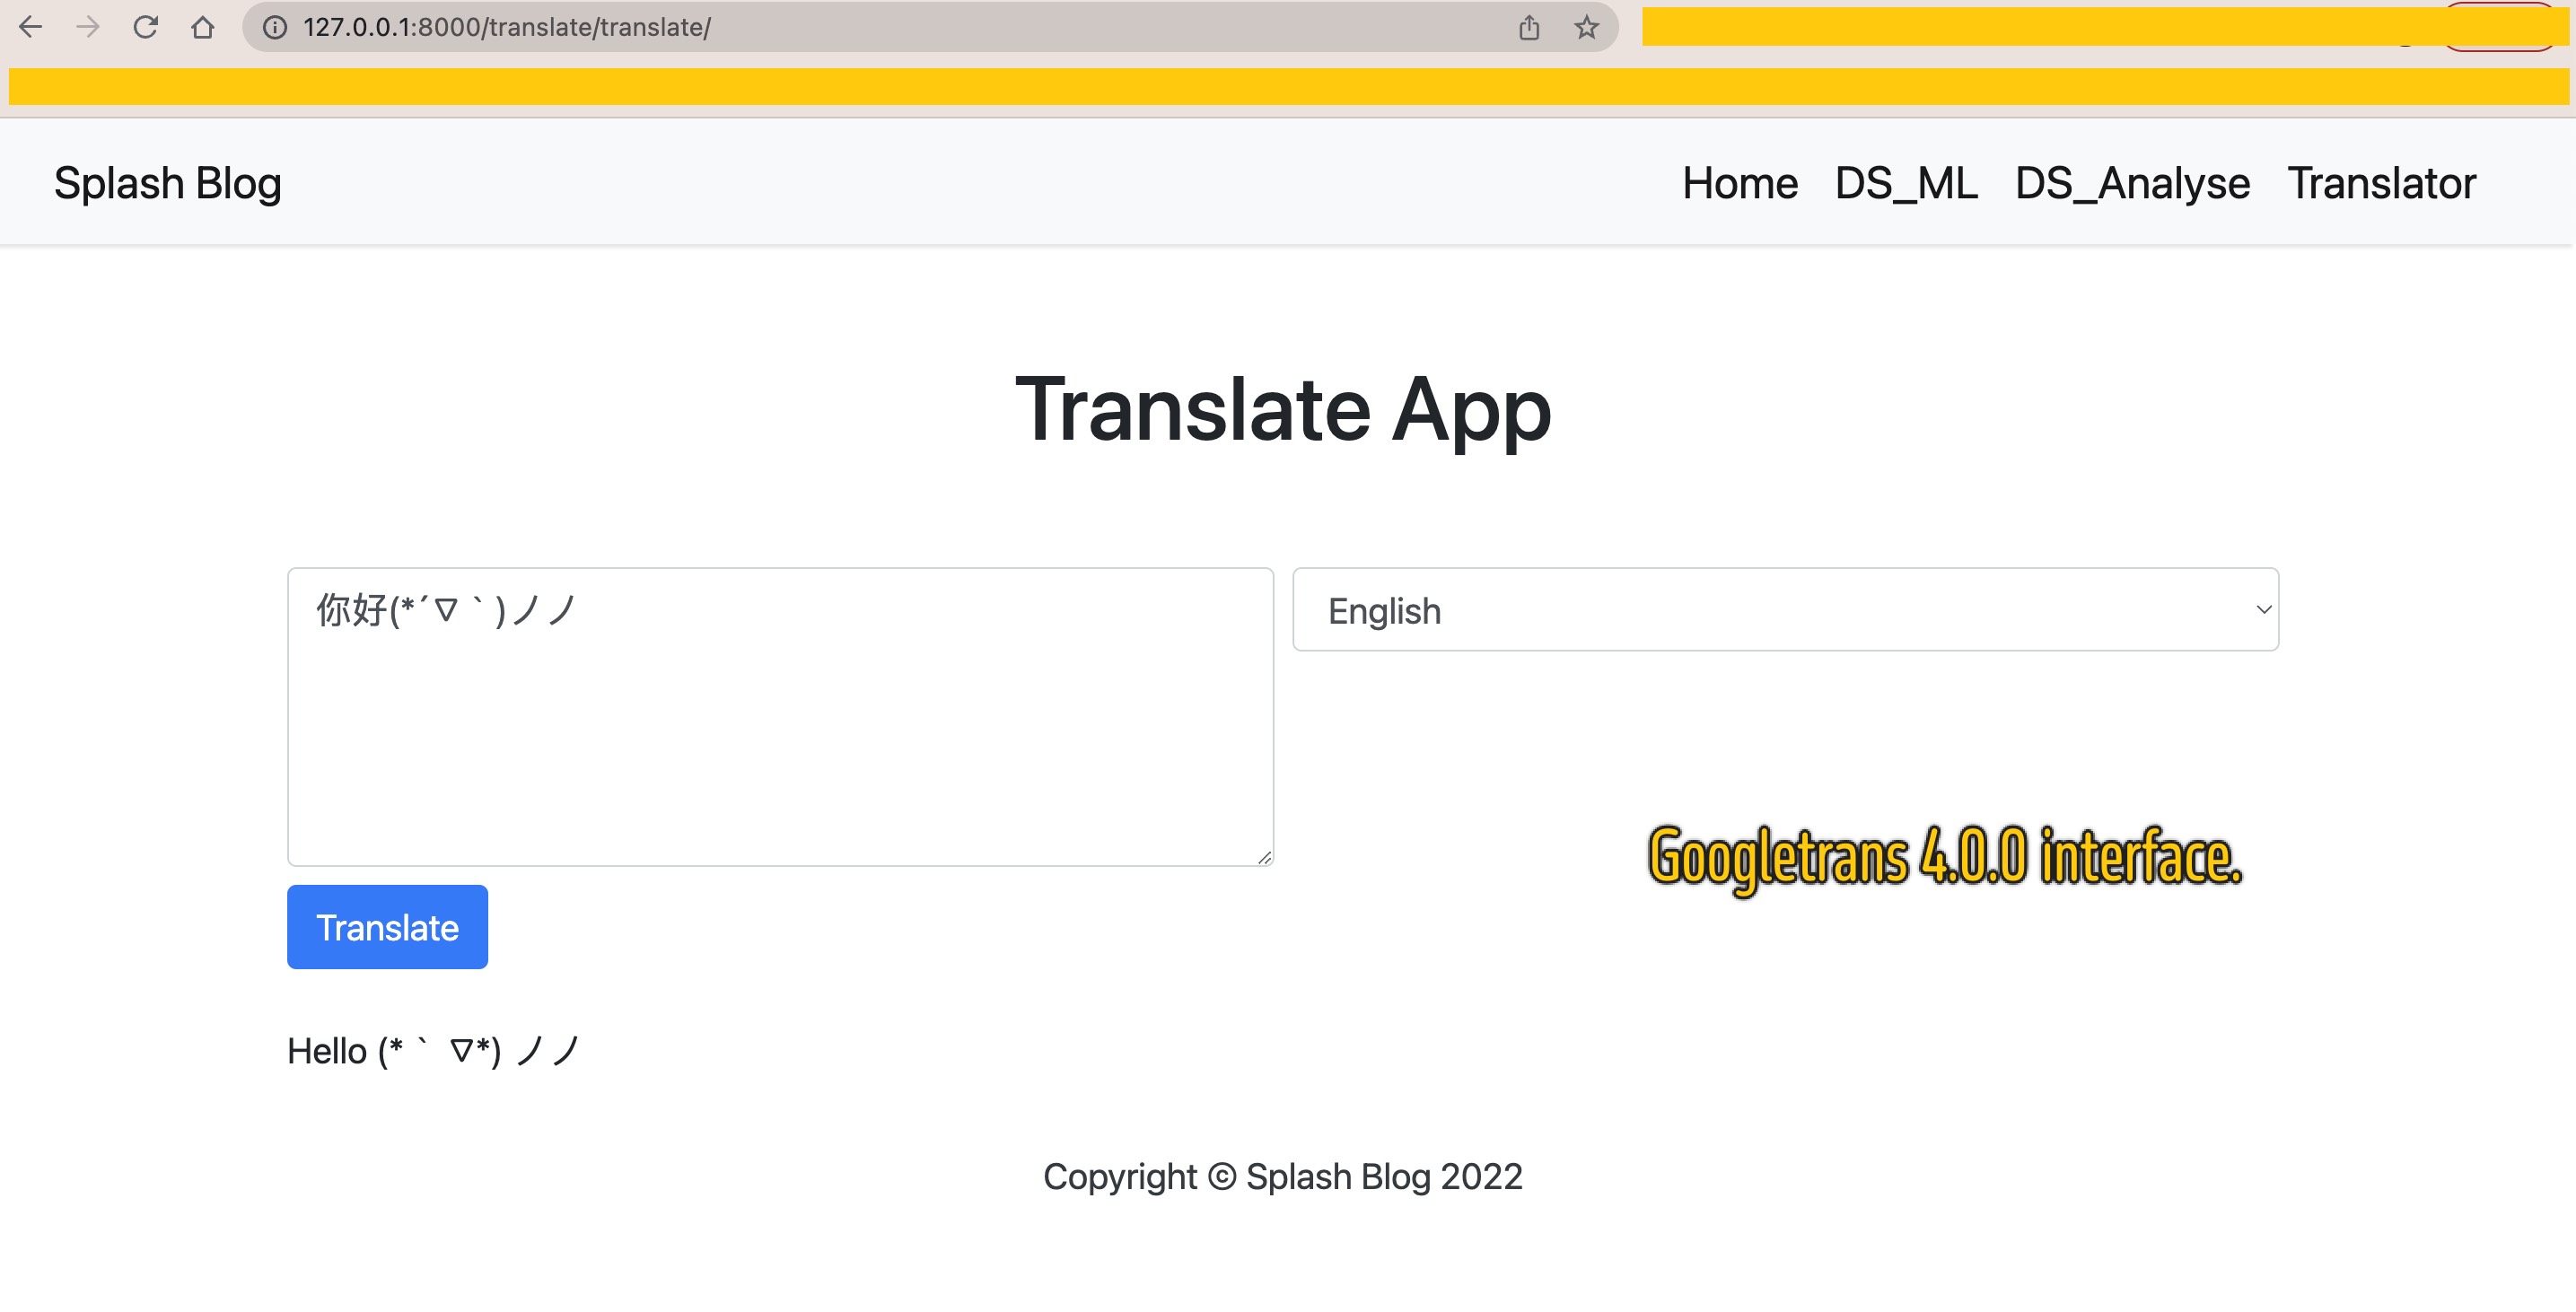 127.0.0.1:8000/translate/translate/
Splash Blog
Home DS_ML DS_Analyse Translator
Translate App
你好(*´∇｀)ノノ
English
Googletrans 4.0.0 interface.
Translate
Hello (*｀ ∇*) ノノ
Copyright © Splash Blog 2022